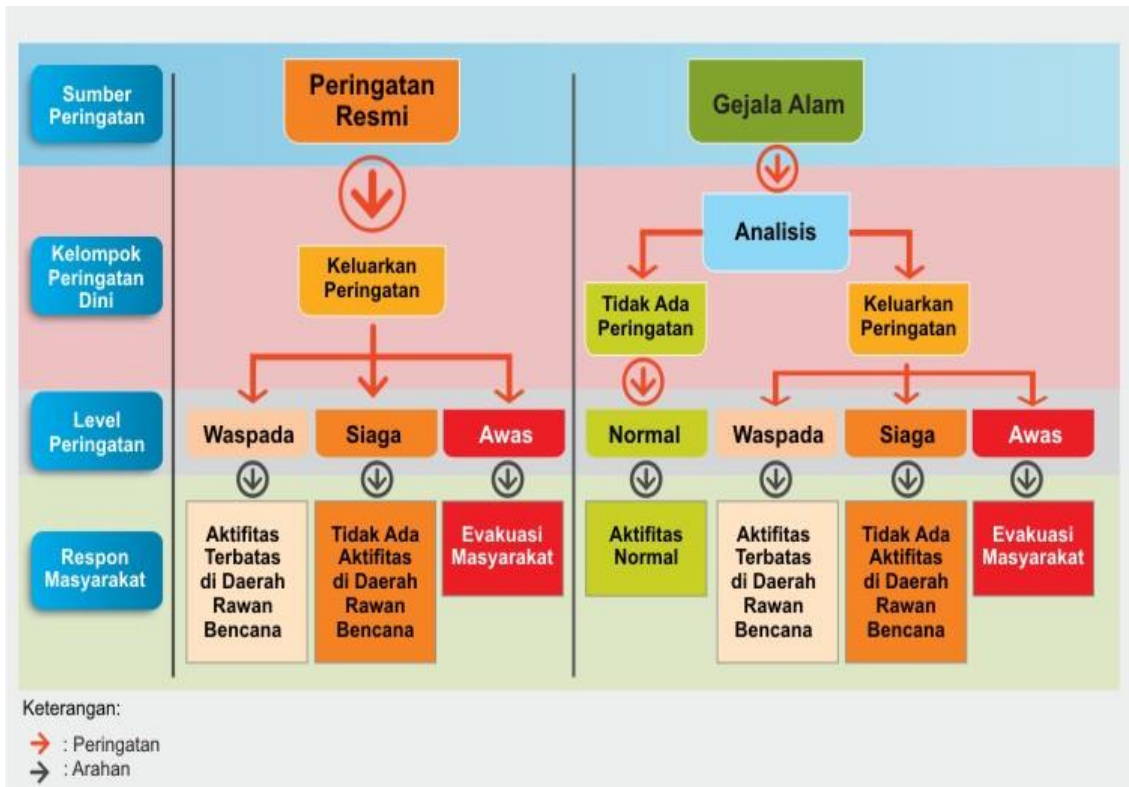 Sumber
Peringatan
Peringatan
Resmi
Gejala Alam
Kelompok
Peringatan
Dini
Keluarkan
Peringatan
Analisis
Tidak Ada
Peringatan
Keluarkan
Peringatan
Level
Peringatan
Waspada
Siaga
Awas
Normal
Waspada
Siaga
Awas
Respon
Masyarakat
Aktifitas
Terbatas
di Daerah
Rawan
Bencana
Tidak Ada
Aktifitas
di Daerah
Rawan
Bencana
Evakuasi
Masyarakat
Aktifitas
Normal
Aktifitas
Terbatas
di Daerah
Rawan
Bencana
Tidak Ada
Aktifitas
di Daerah
Rawan
Bencana
Evakuasi
Masyarakat
Keterangan:
: Peringatan
: Arahan